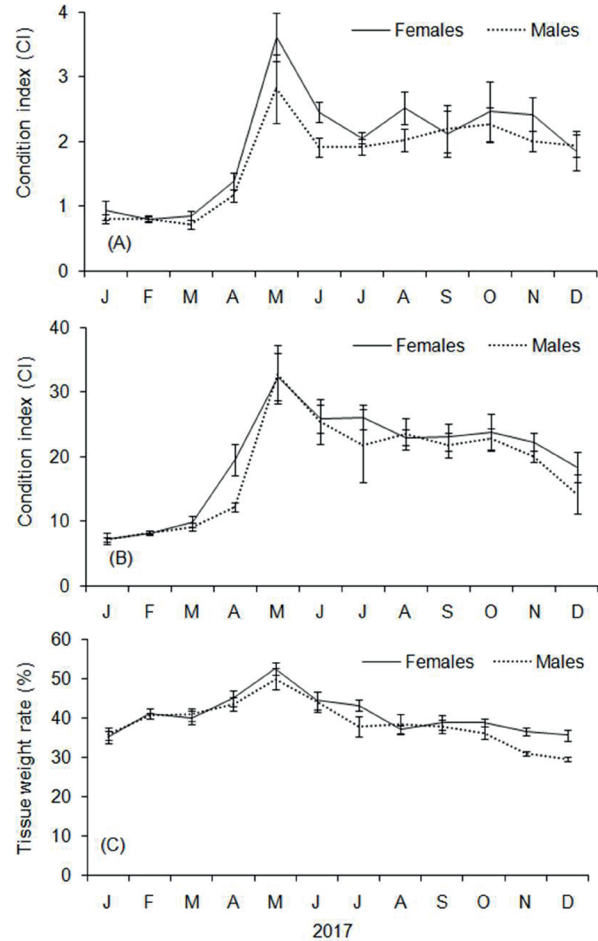 4
Females Males
3
2
1
0
Condition index (CI)
(A)
J F M A M J J A S O N D
40
Females Males
30
20
10
0
Condition index (CI)
(B)
J F M A M J J A S O N D
60
Females Males
50
40
30
20
10
0
Tissue weight rate (%)
(C)
J F M A M J J A S O N D
2017